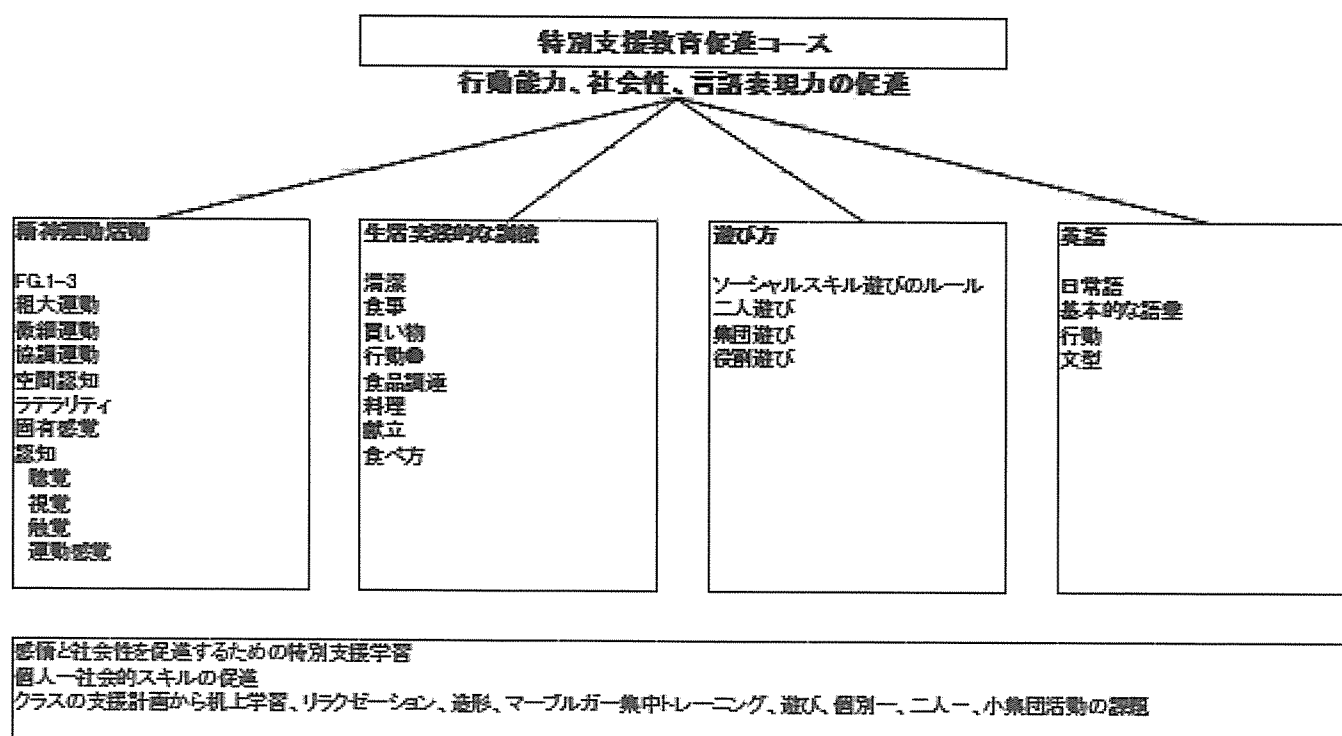 特別支援教育促進コース
行動能力、社会性、言語表現力の促進
精神運動活動
FG.1-3
粗大運動
微細運動
協調運動
空間認知
ラテラリティ
固有感覚
認知
聴覚
視覚
触覚
運動感覚
生活実践的な訓練
清潔
食事
買い物
行動●
食品調達
料理
献立
食べ方
遊び方
ソーシャルスキル遊びのルール
二人遊び
集団遊び
役割遊び
英語
日常語
基本的な語彙
行動
文型
感情と社会性を促進するための特別支援学習
個人ー社会的スキルの促進
クラスの支援計画から机上学習、リラクゼーション、造形、マーブルガー集中トレーニング、遊び、個別ー、二人ー、小集団活動の課題